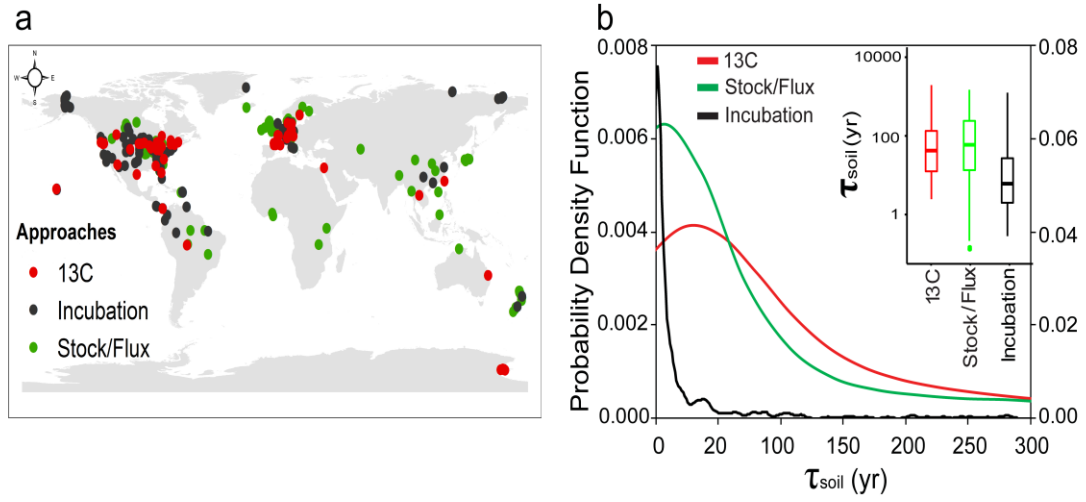 a
N
W E
S
Approaches
13C
Incubation
Stock/Flux
b
Probability Density Function
0.008
0.006
0.004
0.002
0.000
13C
Stock/Flux
Incubation
0.08
0.06
0.04
0.02
0.00
0 20 100 150 200 250 300
τsoil (yr)
τsoil (yr)
10000
100
1
13C
Stock/Flux
Incubation